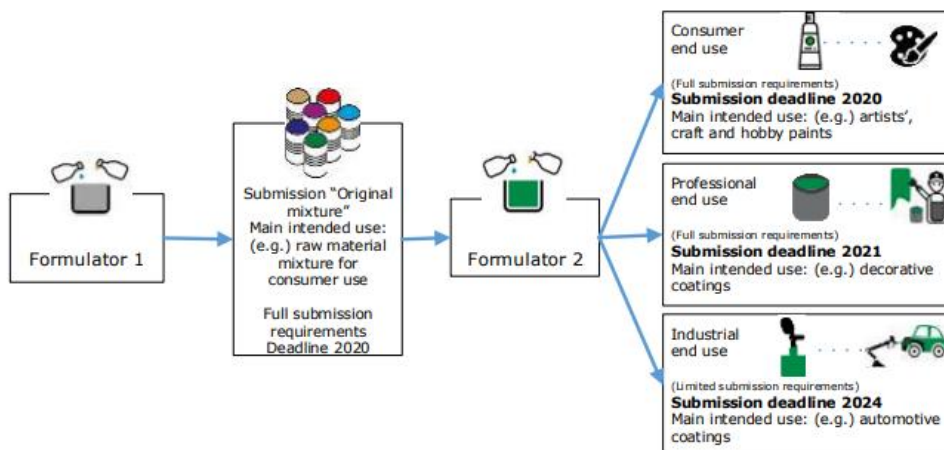 Formulator 1
Submission "Original
mixture"
Main intended use:
(e.g.) raw material
mixture for
consumer use
Full submission
requirements
Deadline 2020
Formulator 2
Consumer
end use
(Full submission requirements)
Submission deadline 2020
Main intended use: (e.g.) artists',
craft and hobby paints
Professional
end use
(Full submission requirements)
Submission deadline 2021
Main intended use: (e.g.) decorative
coatings
Industrial
end use
(Limited submission requirements)
Submission deadline 2024
Main intended use: (e.g.) automotive
coatings